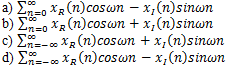 a) ∑_{n=0}^{∞} x_R(n)cosωn − x_I(n)sinωn
b) ∑_{n=0}^{∞} x_R(n)cosωn + x_I(n)sinωn
c) ∑_{n=−∞}^{∞} x_R(n)cosωn + x_I(n)sinωn
d) ∑_{n=−∞}^{∞} x_R(n)cosωn − x_I(n)sinωn